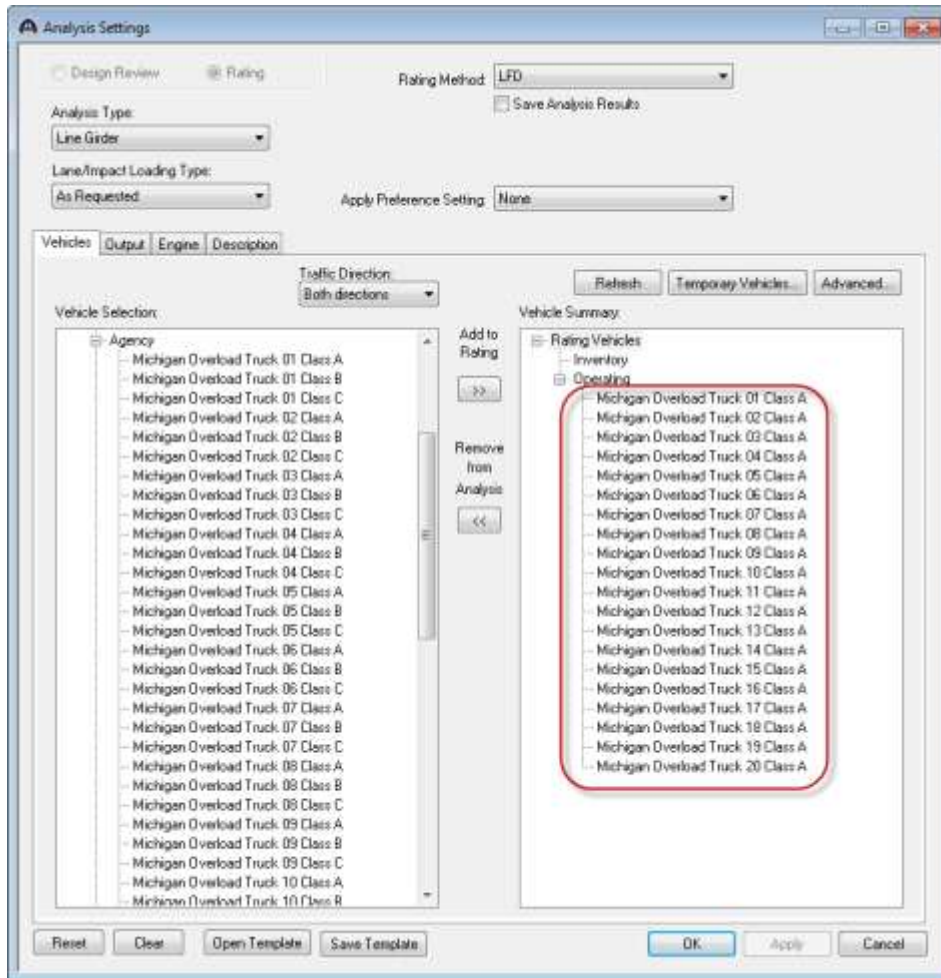 Analysis Settings
Design Review
Rating
Rating Method: LFD
Save Analysis Results
Analysis Type:
Line Girder
Lane/Impact Loading Type:
As Requested
Apply Preference Setting: None
Vehicles Output Engine Description
Traffic Direction:
Both directions
Refresh Temporary Vehicles... Advanced...
Vehicle Selection:
Agency
Michigan Overload Truck 01 Class A
Michigan Overload Truck 01 Class B
Michigan Overload Truck 01 Class C
Michigan Overload Truck 02 Class A
Michigan Overload Truck 02 Class B
Michigan Overload Truck 02 Class C
Michigan Overload Truck 03 Class A
Michigan Overload Truck 03 Class B
Michigan Overload Truck 03 Class C
Michigan Overload Truck 04 Class A
Michigan Overload Truck 04 Class B
Michigan Overload Truck 04 Class C
Michigan Overload Truck 05 Class A
Michigan Overload Truck 05 Class B
Michigan Overload Truck 05 Class C
Michigan Overload Truck 06 Class A
Michigan Overload Truck 06 Class B
Michigan Overload Truck 06 Class C
Michigan Overload Truck 07 Class A
Michigan Overload Truck 07 Class B
Michigan Overload Truck 07 Class C
Michigan Overload Truck 08 Class A
Michigan Overload Truck 08 Class B
Michigan Overload Truck 08 Class C
Michigan Overload Truck 09 Class A
Michigan Overload Truck 09 Class B
Michigan Overload Truck 09 Class C
Michigan Overload Truck 10 Class A
Michigan Overload Truck 10 Class B
Add to
Rating
>>
Remove
from
Analysis
<<
Vehicle Summary:
Rating Vehicles
Inventory
Operating
Michigan Overload Truck 01 Class A
Michigan Overload Truck 02 Class A
Michigan Overload Truck 03 Class A
Michigan Overload Truck 04 Class A
Michigan Overload Truck 05 Class A
Michigan Overload Truck 06 Class A
Michigan Overload Truck 07 Class A
Michigan Overload Truck 08 Class A
Michigan Overload Truck 09 Class A
Michigan Overload Truck 10 Class A
Michigan Overload Truck 11 Class A
Michigan Overload Truck 12 Class A
Michigan Overload Truck 13 Class A
Michigan Overload Truck 14 Class A
Michigan Overload Truck 15 Class A
Michigan Overload Truck 16 Class A
Michigan Overload Truck 17 Class A
Michigan Overload Truck 18 Class A
Michigan Overload Truck 19 Class A
Michigan Overload Truck 20 Class A
Reset Clear Open Template Save Template OK Apply Cancel